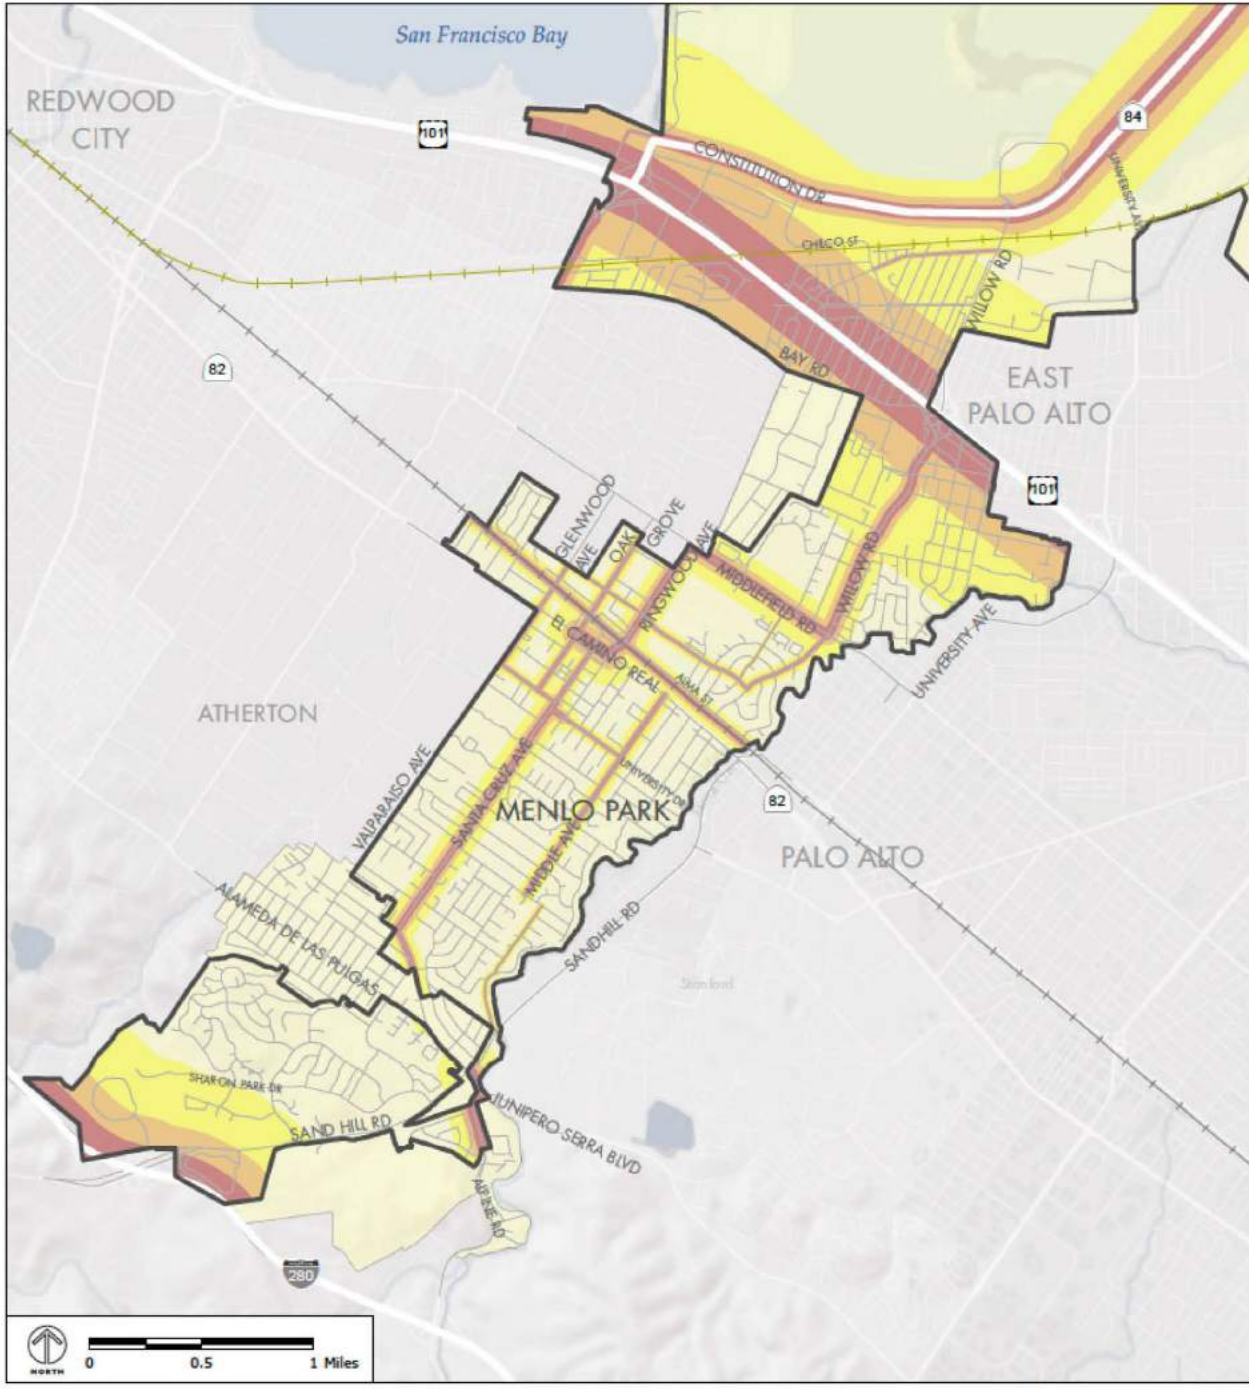 San Francisco Bay
REDWOOD
CITY
101
84
CONSTITUTION DR
UNIVERSITY AVE
CHILCO ST
WILLOW RD
82
BAY RD
EAST
PALO ALTO
101
GLENWOOD
AVE
OAK
GROVE
RINGWOOD AVE
MIDDLEFIELD RD
WILLOW RD
EL CAMINO REAL
UNIVERSITY AVE
ALMA ST
ATHERTON
VALPARAISO AVE
SANTA CRUZ AVE
UNIVERSITY DR
MENLO PARK
82
MIDDLE AVE
PALO ALTO
ALAMEDA DE LAS PULGAS
SANDHILL RD
Stanford
SHARON PARK DR
SAND HILL RD
JUNIPERO SERRA BLVD
ALPINE RD
280
NORTH
0 0.5 1 Miles